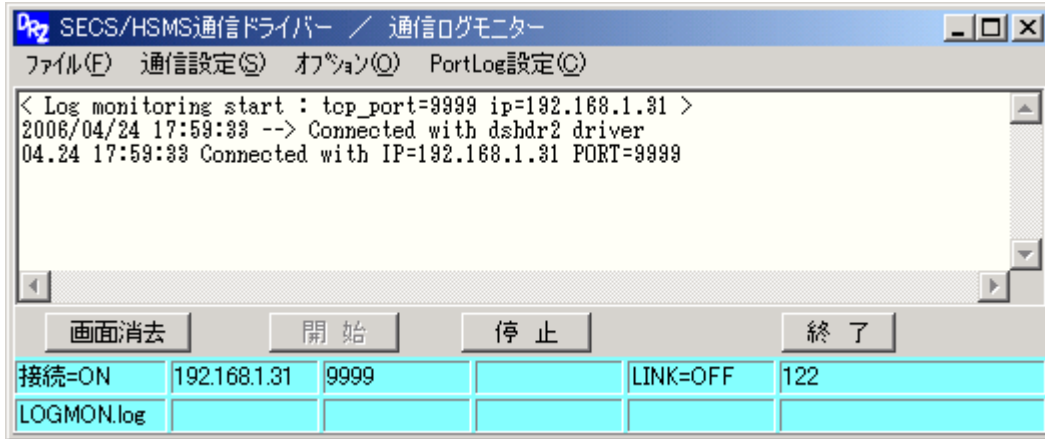 DR2 SECS/HSMS通信ドライバー ／ 通信ログモニター
ファイル(F) 通信設定(S) オプション(O) PortLog設定(C)
< Log monitoring start : tcp_port=9999 ip=192.168.1.31 >
2006/04/24 17:59:33 --> Connected with dshdr2 driver
04.24 17:59:33 Connected with IP=192.168.1.31 PORT=9999
画面消去 開 始 停 止 終 了
接続=ON 192.168.1.31 9999 LINK=OFF 122
LOGMON.log